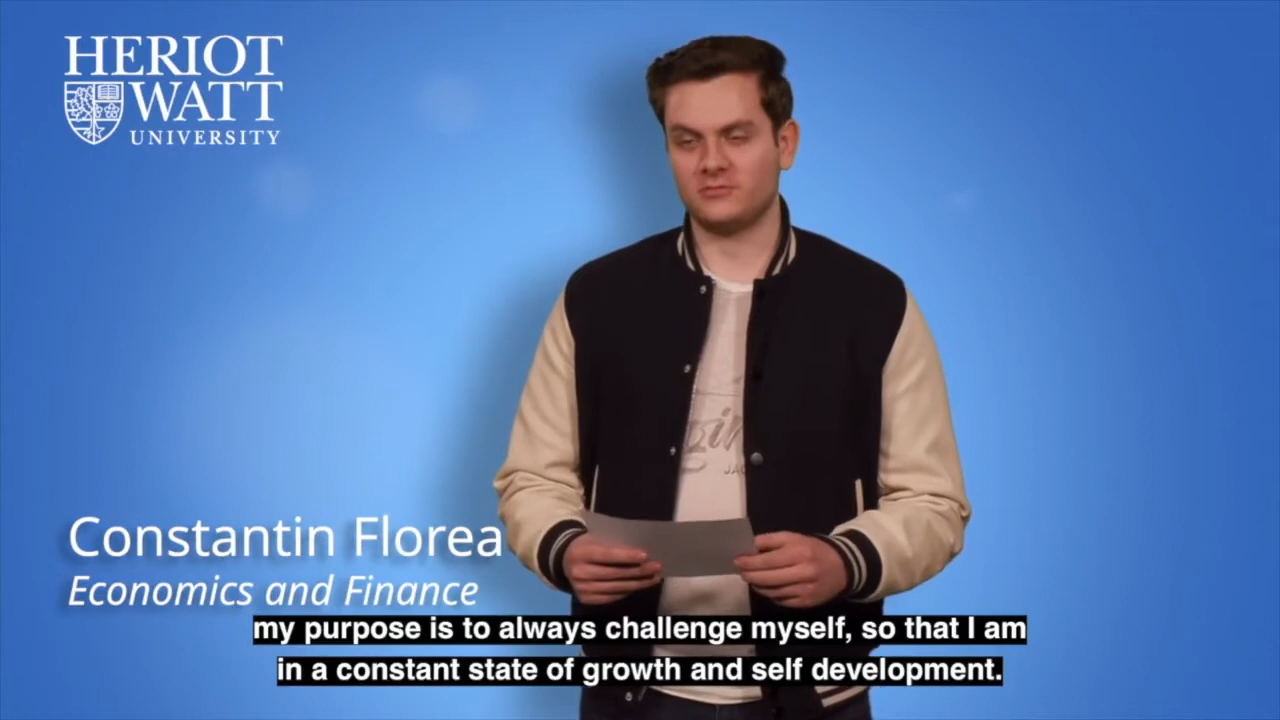 HERIOT
WATT
UNIVERSITY
Constantin Florea
Economics and Finance
my purpose is to always challenge myself, so that I am
in a constant state of growth and self development.